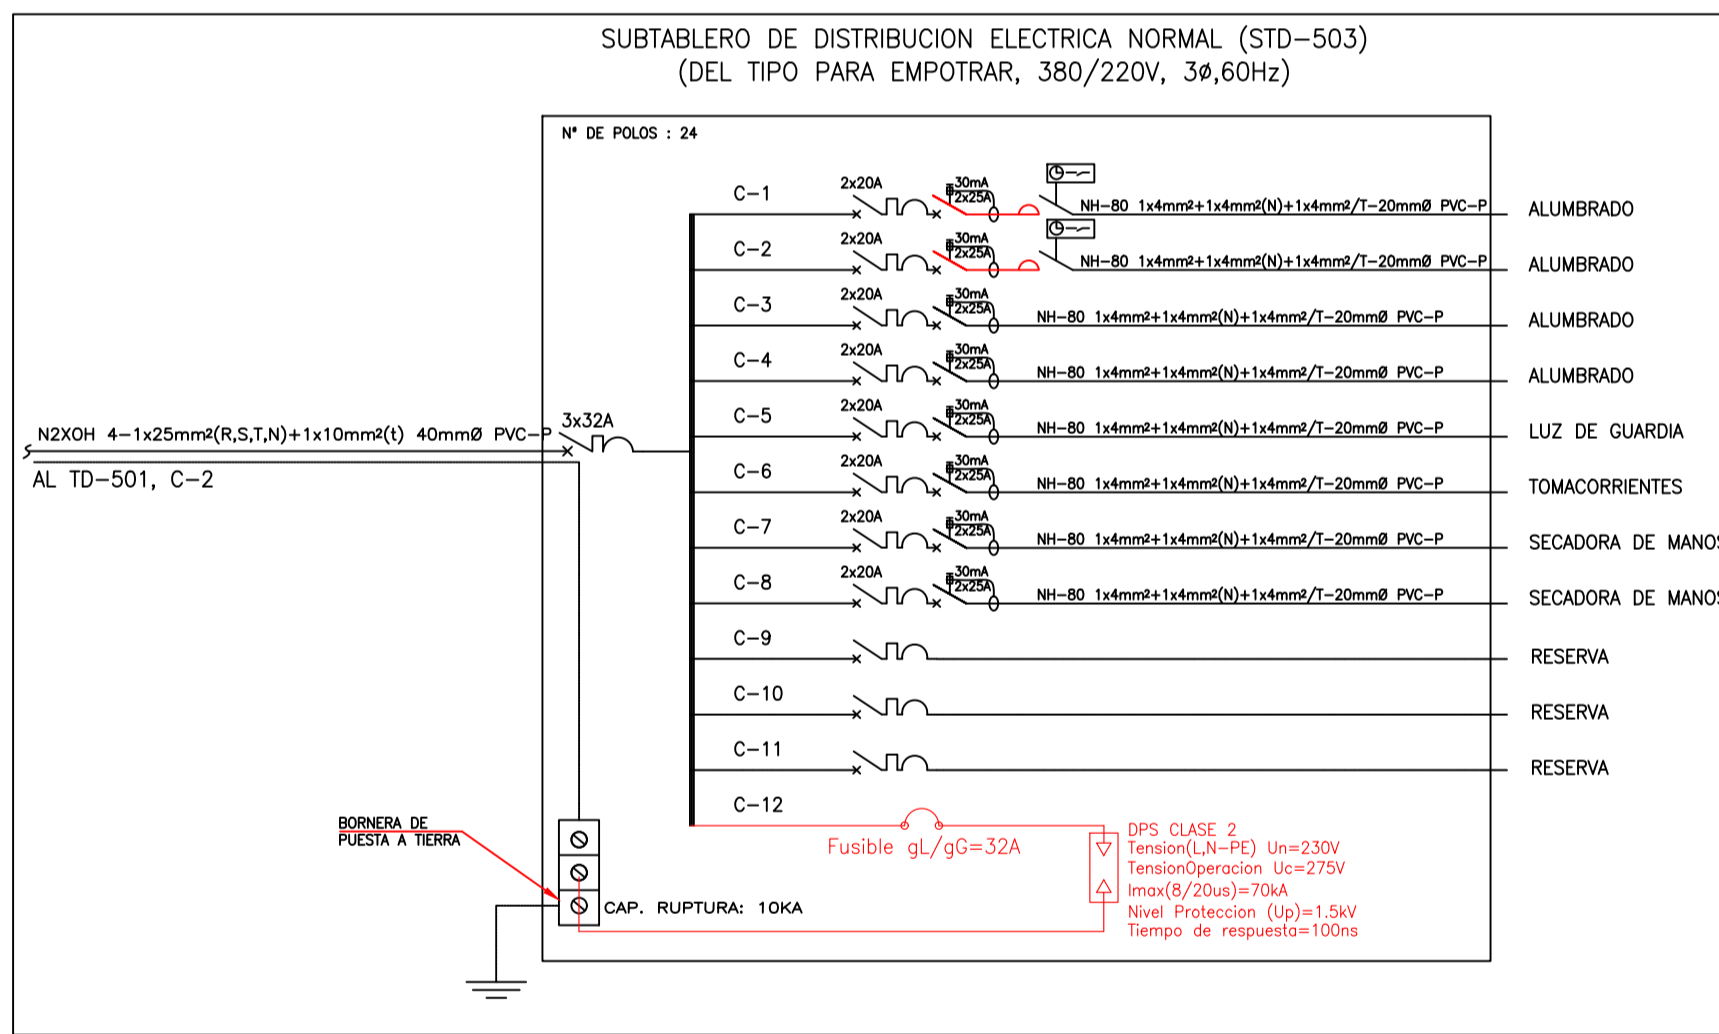 SUBTABLERO DE DISTRIBUCION ELECTRICA NORMAL (STD-503)
(DEL TIPO PARA EMPOTRAR, 380/220V, 3ø,60Hz)
N° DE POLOS : 24
C-1 2x20A 30mA 2x25A NH-80 1x4mm²+1x4mm²(N)+1x4mm²/T-20mmØ PVC-P ALUMBRADO
C-2 2x20A 30mA 2x25A NH-80 1x4mm²+1x4mm²(N)+1x4mm²/T-20mmØ PVC-P ALUMBRADO
C-3 2x20A 30mA 2x25A NH-80 1x4mm²+1x4mm²(N)+1x4mm²/T-20mmØ PVC-P ALUMBRADO
C-4 2x20A 30mA 2x25A NH-80 1x4mm²+1x4mm²(N)+1x4mm²/T-20mmØ PVC-P ALUMBRADO
C-5 2x20A 30mA 2x25A NH-80 1x4mm²+1x4mm²(N)+1x4mm²/T-20mmØ PVC-P LUZ DE GUARDIA
N2XOH 4-1x25mm²(R,S,T,N)+1x10mm²(t) 40mmØ PVC-P 3x32A
AL TD-501, C-2
C-6 2x20A 30mA 2x25A NH-80 1x4mm²+1x4mm²(N)+1x4mm²/T-20mmØ PVC-P TOMACORRIENTES
C-7 2x20A 30mA 2x25A NH-80 1x4mm²+1x4mm²(N)+1x4mm²/T-20mmØ PVC-P SECADORA DE MANOS
C-8 2x20A 30mA 2x25A NH-80 1x4mm²+1x4mm²(N)+1x4mm²/T-20mmØ PVC-P SECADORA DE MANOS
C-9 RESERVA
C-10 RESERVA
C-11 RESERVA
C-12
Fusible gL/gG=32A
DPS CLASE 2
Tension(L,N-PE) Un=230V
TensionOperacion Uc=275V
Imax(8/20us)=70kA
Nivel Proteccion (Up)=1.5kV
Tiempo de respuesta=100ns
BORNERA DE
PUESTA A TIERRA
CAP. RUPTURA: 10KA